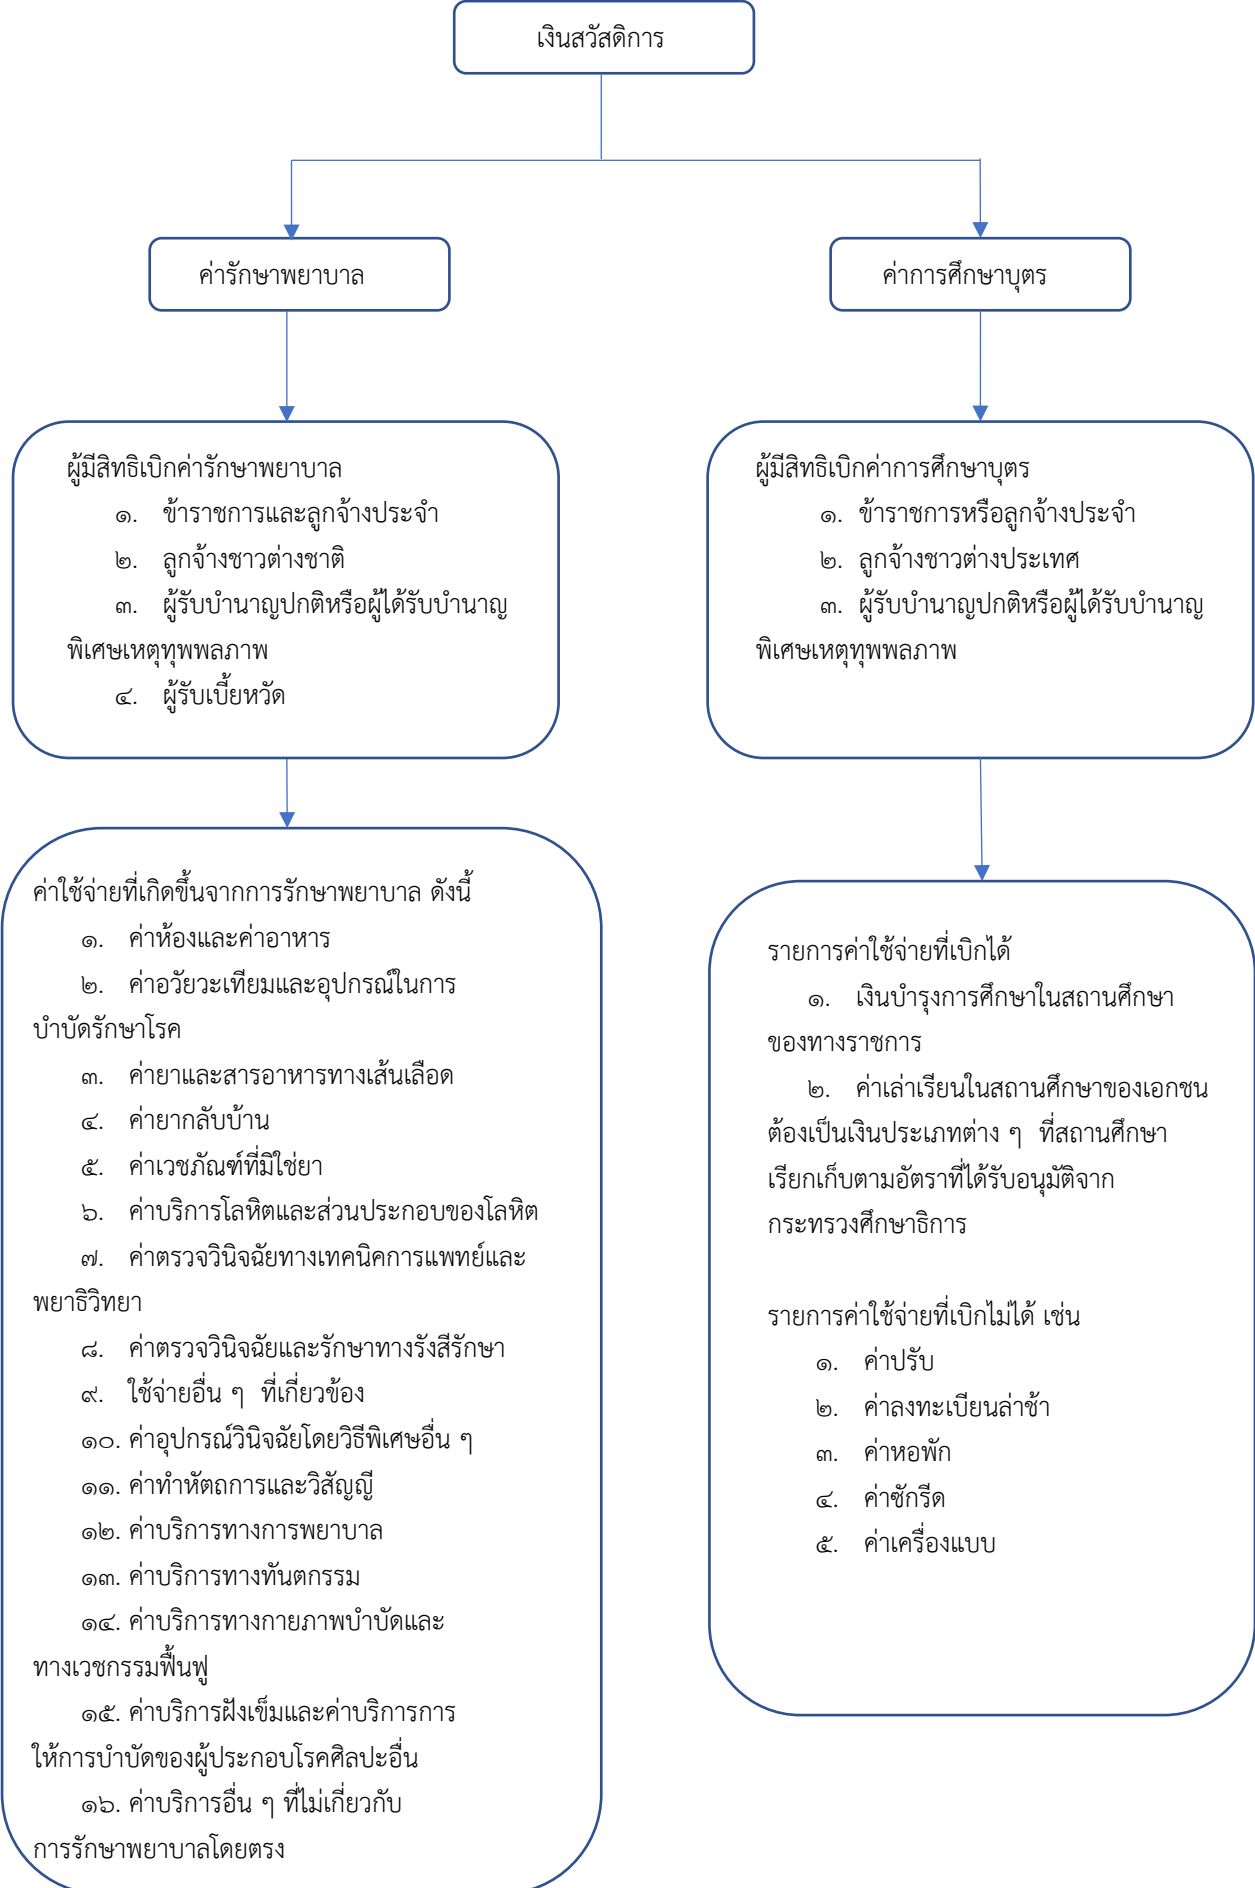 เงินสวัสดิการ
ค่ารักษาพยาบาล
ค่าการศึกษาบุตร
ผู้มีสิทธิเบิกค่ารักษาพยาบาล
๑. ข้าราชการและลูกจ้างประจำ
๒. ลูกจ้างชาวต่างชาติ
๓. ผู้รับบำนาญปกติหรือผู้ได้รับบำนาญ
พิเศษเหตุทุพพลภาพ
๔. ผู้รับเบี้ยหวัด
ผู้มีสิทธิเบิกค่าการศึกษาบุตร
๑. ข้าราชการหรือลูกจ้างประจำ
๒. ลูกจ้างชาวต่างประเทศ
๓. ผู้รับบำนาญปกติหรือผู้ได้รับบำนาญ
พิเศษเหตุทุพพลภาพ
ค่าใช้จ่ายที่เกิดขึ้นจากการรักษาพยาบาล ดังนี้
๑. ค่าห้องและค่าอาหาร
๒. ค่าอวัยวะเทียมและอุปกรณ์ในการ
บำบัดรักษาโรค
๓. ค่ายาและสารอาหารทางเส้นเลือด
๔. ค่ายากลับบ้าน
๕. ค่าเวชภัณฑ์ที่มิใช่ยา
๖. ค่าบริการโลหิตและส่วนประกอบของโลหิต
๗. ค่าตรวจวินิจฉัยทางเทคนิคการแพทย์และ
พยาธิวิทยา
๘. ค่าตรวจวินิจฉัยและรักษาทางรังสีรักษา
๙. ใช้จ่ายอื่น ๆ ที่เกี่ยวข้อง
๑๐. ค่าอุปกรณ์วินิจฉัยโดยวิธีพิเศษอื่น ๆ
๑๑. ค่าทำหัตถการและวิสัญญี
๑๒. ค่าบริการทางการพยาบาล
๑๓. ค่าบริการทางทันตกรรม
๑๔. ค่าบริการทางกายภาพบำบัดและ
ทางเวชกรรมฟื้นฟู
๑๕. ค่าบริการฝังเข็มและค่าบริการการ
ให้การบำบัดของผู้ประกอบโรคศิลปะอื่น
๑๖. ค่าบริการอื่น ๆ ที่ไม่เกี่ยวกับ
การรักษาพยาบาลโดยตรง
รายการค่าใช้จ่ายที่เบิกได้
๑. เงินบำรุงการศึกษาในสถานศึกษา
ของทางราชการ
๒. ค่าเล่าเรียนในสถานศึกษาของเอกชน
ต้องเป็นเงินประเภทต่าง ๆ ที่สถานศึกษา
เรียกเก็บตามอัตราที่ได้รับอนุมัติจาก
กระทรวงศึกษาธิการ
รายการค่าใช้จ่ายที่เบิกไม่ได้ เช่น
๑. ค่าปรับ
๒. ค่าลงทะเบียนล่าช้า
๓. ค่าหอพัก
๔. ค่าซักรีด
๕. ค่าเครื่องแบบ